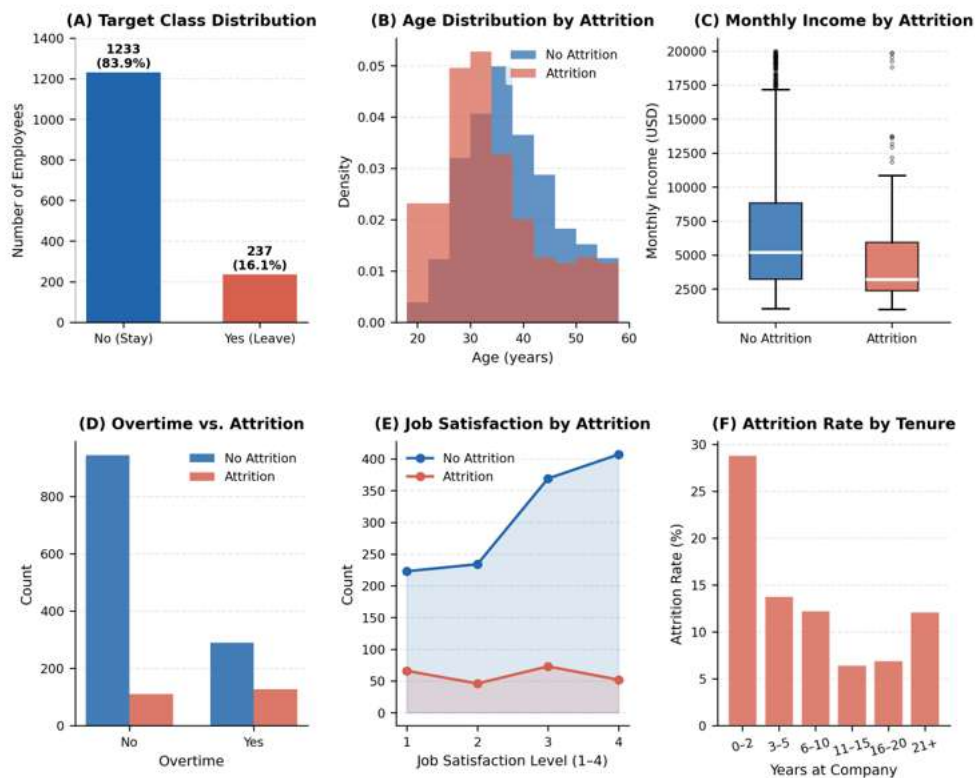 (A) Target Class Distribution
1400
1200
1000
800
600
400
200
0
Number of Employees
1233
(83.9%)
237
(16.1%)
No (Stay)
Yes (Leave)
(B) Age Distribution by Attrition
No Attrition
Attrition
0.05
0.04
0.03
0.02
0.01
0.00
Density
20
30
40
50
60
Age (years)
(C) Monthly Income by Attrition
20000
17500
15000
12500
10000
7500
5000
2500
Monthly Income (USD)
No Attrition
Attrition
(D) Overtime vs. Attrition
No Attrition
Attrition
800
600
400
200
0
Count
No
Yes
Overtime
(E) Job Satisfaction by Attrition
No Attrition
Attrition
400
350
300
250
200
150
100
50
0
Count
1
2
3
4
Job Satisfaction Level (1–4)
(F) Attrition Rate by Tenure
30
25
20
15
10
5
0
Attrition Rate (%)
0–2
3–5
6–10
11–15
16–20
21+
Years at Company